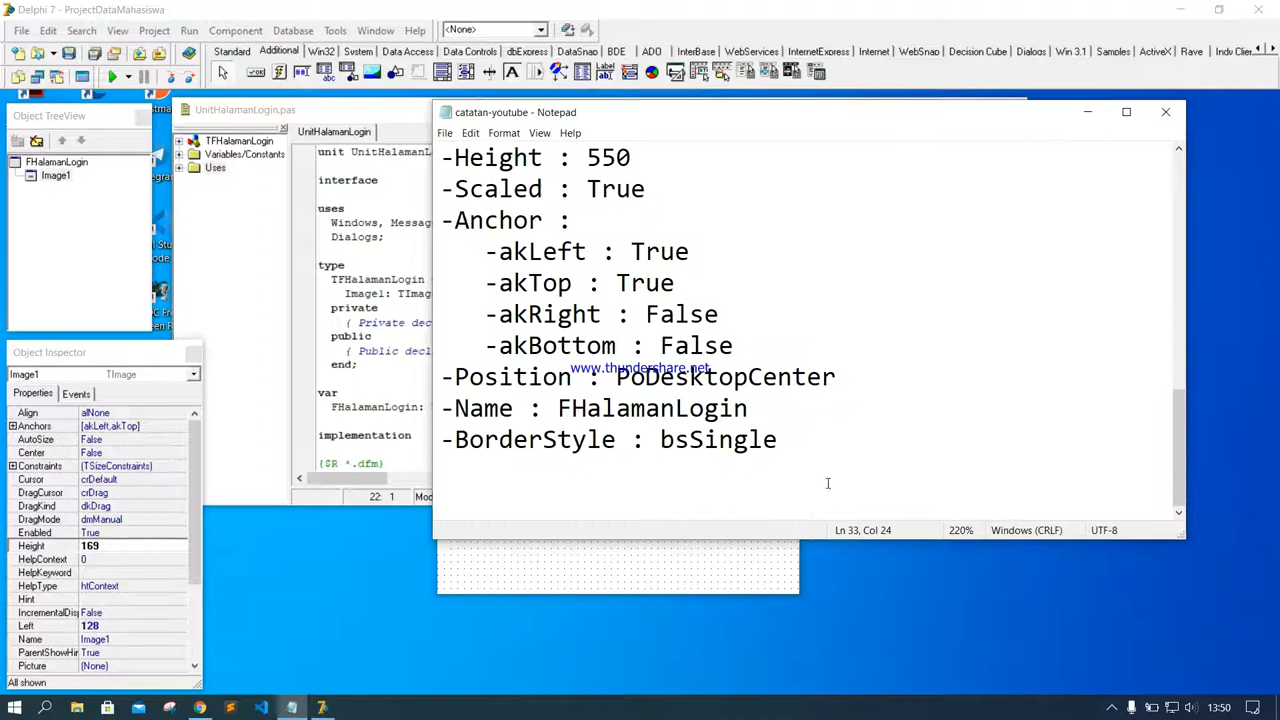 Delphi 7 - ProjectDataMahasiswa
File Edit Search View Project Run Component Database Tools Window Help <None>
Standard Additional Win32 System Data Access Data Controls dbExpress DataSnap BDE ADO InterBase WebServices InternetExpress Internet WebSnap Decision Cube Dialogs Win 3.1 Samples ActiveX Rave Indy Clie
Object TreeView
FHalamanLogin
Image1
UnitHalamanLogin.pas
TFHalamanLogin
Variables/Constants
Uses
UnitHalamanLogin
unit UnitHalamanL
interface
uses
Windows, Messag
Dialogs;
type
TFHalamanLogin
Image1: TIma
private
{ Private dec
public
{ Public decl
end;
var
FHalamanLogin:
implementation
{$R *.dfm}
22: 1 Mod
catatan-youtube - Notepad
File Edit Format View Help
-Height : 550
-Scaled : True
-Anchor :
-akLeft : True
-akTop : True
-akRight : False
-akBottom : False
www.thundershare.net
-Position : PoDesktopCenter
-Name : FHalamanLogin
-BorderStyle : bsSingle
Ln 33, Col 24 220% Windows (CRLF) UTF-8
Object Inspector
Image1 TImage
Properties Events
Align alNone
Anchors [akLeft,akTop]
AutoSize False
Center False
Constraints (TSizeConstraints)
Cursor crDefault
DragCursor crDrag
DragKind dkDrag
DragMode dmManual
Enabled True
Height 169
HelpContext 0
HelpKeyword
HelpType htContext
Hint
IncrementalDisp False
Left 128
Name Image1
ParentShowHin True
Picture (None)
All shown
13:50